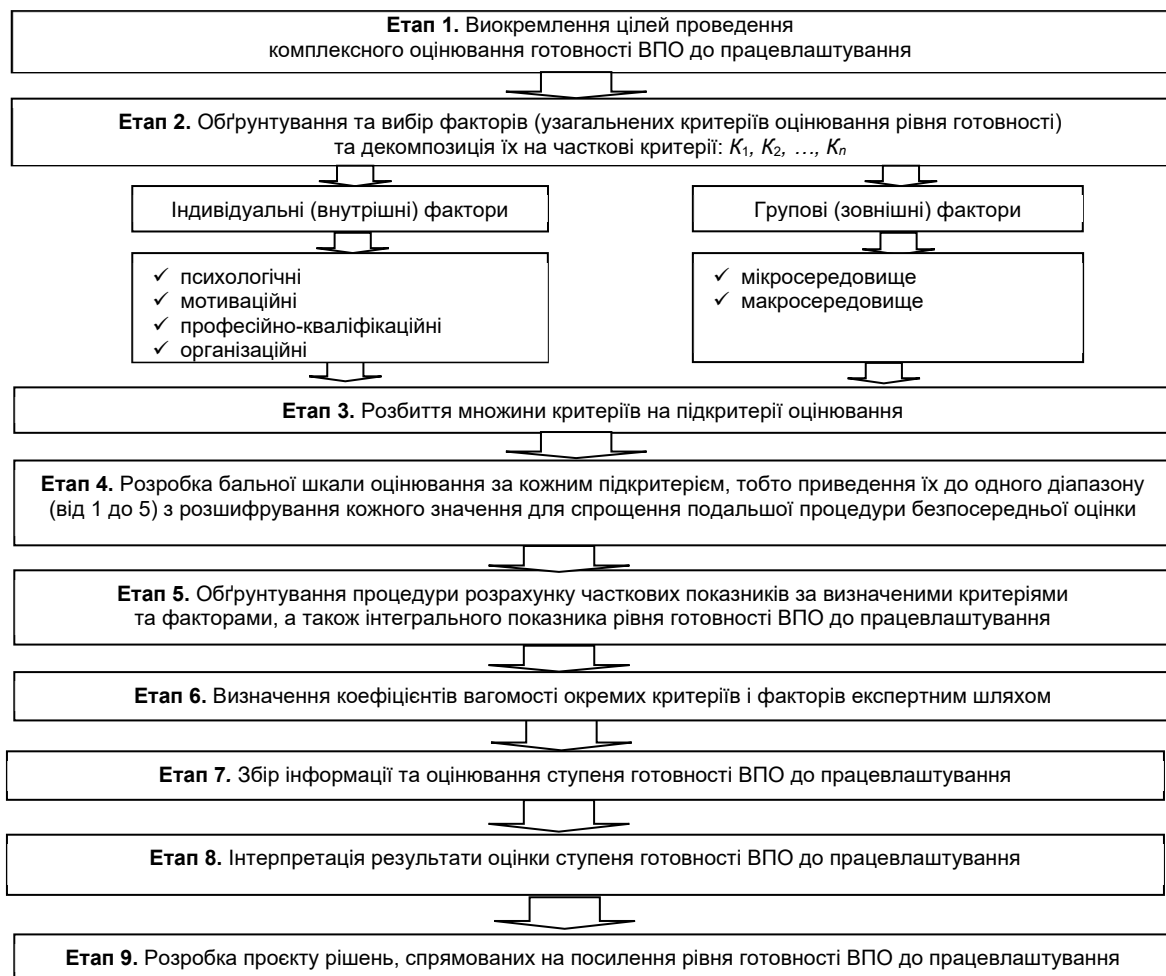 Етап 1. Виокремлення цілей проведення
комплексного оцінювання готовності ВПО до працевлаштування
Етап 2. Обґрунтування та вибір факторів (узагальнених критеріїв оцінювання рівня готовності)
та декомпозиція їх на часткові критерії: K1, K2, …, Kn
Індивідуальні (внутрішні) фактори
Групові (зовнішні) фактори
✓ психологічні
✓ мотиваційні
✓ професійно-кваліфікаційні
✓ організаційні
✓ мікросередовище
✓ макросередовище
Етап 3. Розбиття множини критеріїв на підкритерії оцінювання
Етап 4. Розробка бальної шкали оцінювання за кожним підкритерієм, тобто приведення їх до одного діапазону
(від 1 до 5) з розшифрування кожного значення для спрощення подальшої процедури безпосередньої оцінки
Етап 5. Обґрунтування процедури розрахунку часткових показників за визначеними критеріями
та факторами, а також інтегрального показника рівня готовності ВПО до працевлаштування
Етап 6. Визначення коефіцієнтів вагомості окремих критеріїв і факторів експертним шляхом
Етап 7. Збір інформації та оцінювання ступеня готовності ВПО до працевлаштування
Етап 8. Інтерпретація результати оцінки ступеня готовності ВПО до працевлаштування
Етап 9. Розробка проєкту рішень, спрямованих на посилення рівня готовності ВПО до працевлаштування